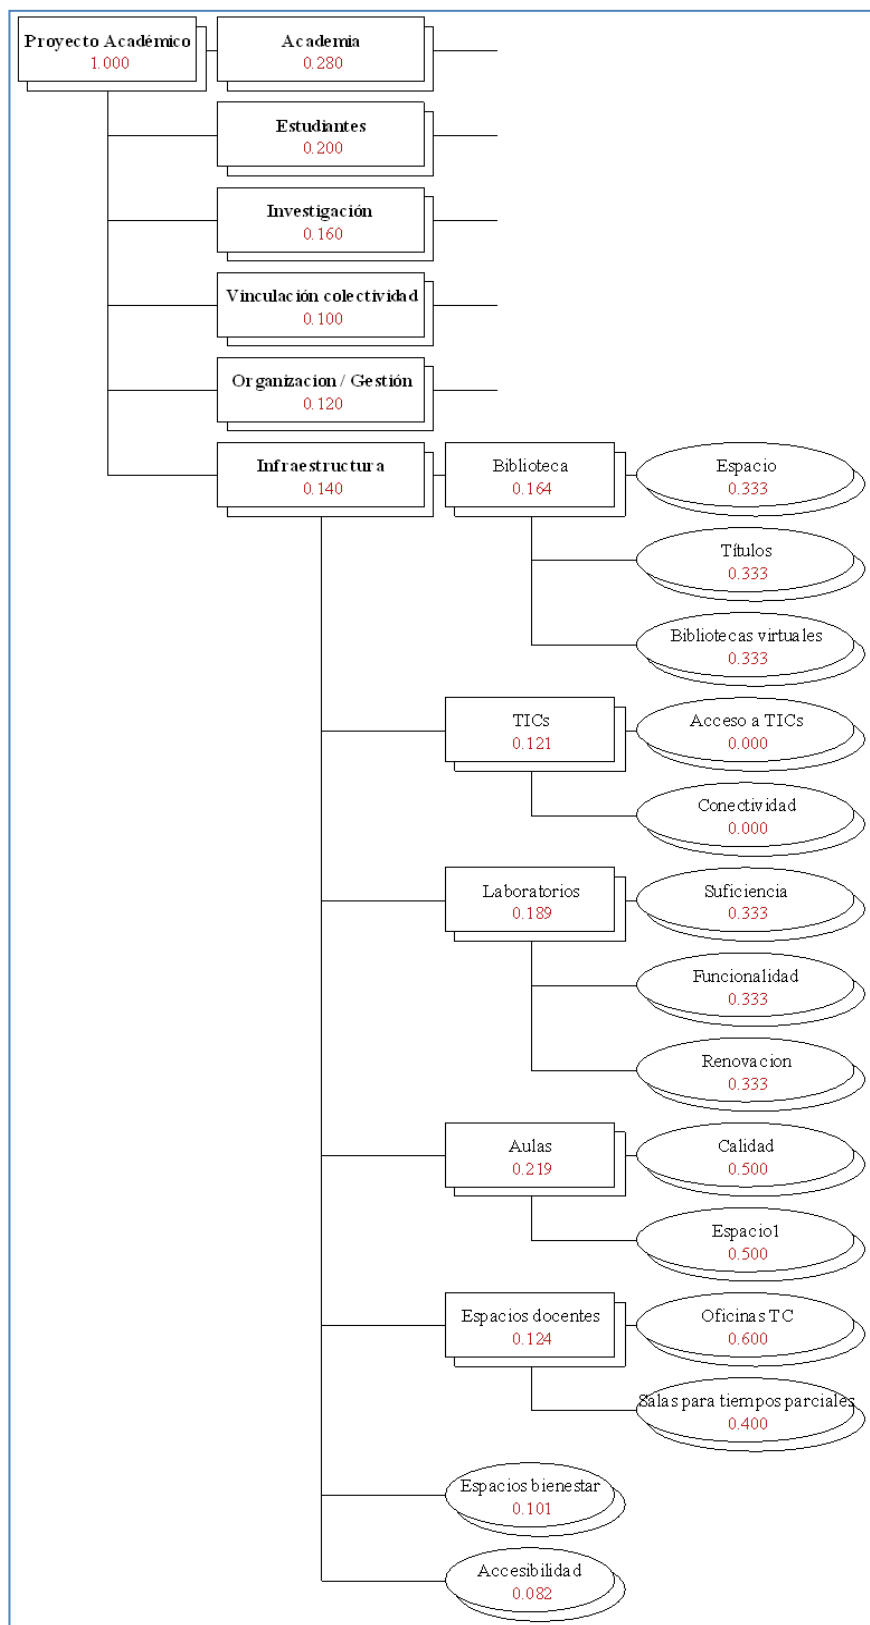 Proyecto Académico
1.000
Academia
0.280
Estudiantes
0.200
Investigación
0.160
Vinculación colectividad
0.100
Organizacion / Gestión
0.120
Infraestructura
0.140
Biblioteca
0.164
Espacio
0.333
Títulos
0.333
Bibliotecas virtuales
0.333
TICs
0.121
Acceso a TICs
0.000
Conectividad
0.000
Laboratorios
0.189
Suficiencia
0.333
Funcionalidad
0.333
Renovacion
0.333
Aulas
0.219
Calidad
0.500
Espacio1
0.500
Espacios docentes
0.124
Oficinas TC
0.600
Salas para tiempos parciales
0.400
Espacios bienestar
0.101
Accesibilidad
0.082